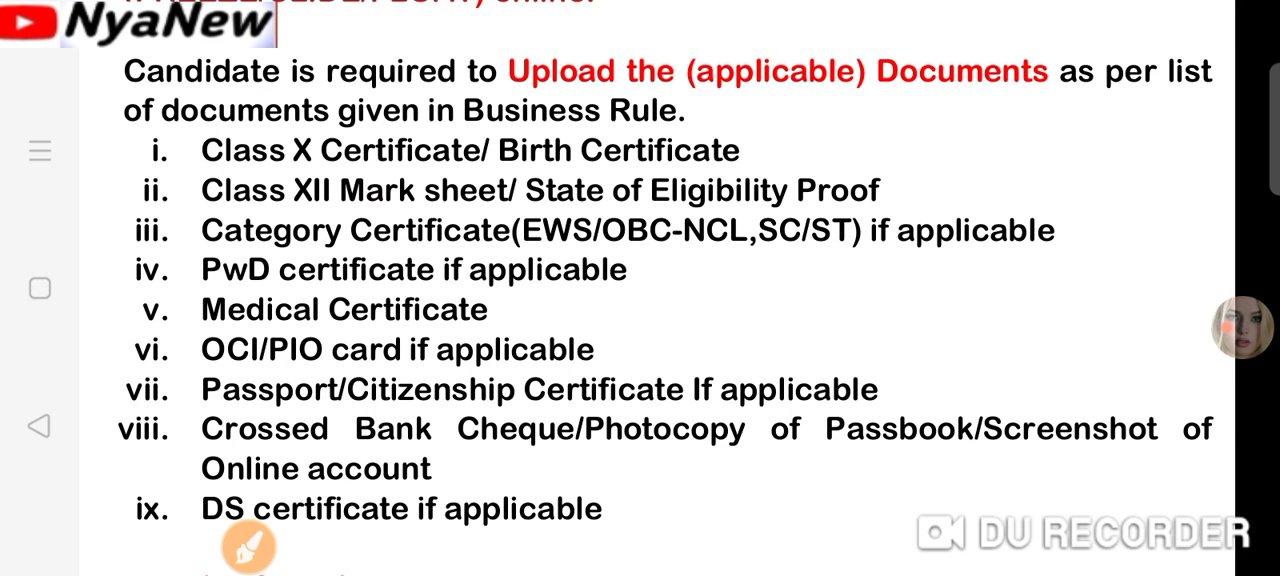 NyaNew
Candidate is required to Upload the (applicable) Documents as per list
of documents given in Business Rule.
i. Class X Certificate/ Birth Certificate
ii. Class XII Mark sheet/ State of Eligibility Proof
iii. Category Certificate(EWS/OBC-NCL,SC/ST) if applicable
iv. PwD certificate if applicable
v. Medical Certificate
vi. OCI/PIO card if applicable
vii. Passport/Citizenship Certificate If applicable
viii. Crossed Bank Cheque/Photocopy of Passbook/Screenshot of
Online account
ix. DS certificate if applicable
DU RECORDER